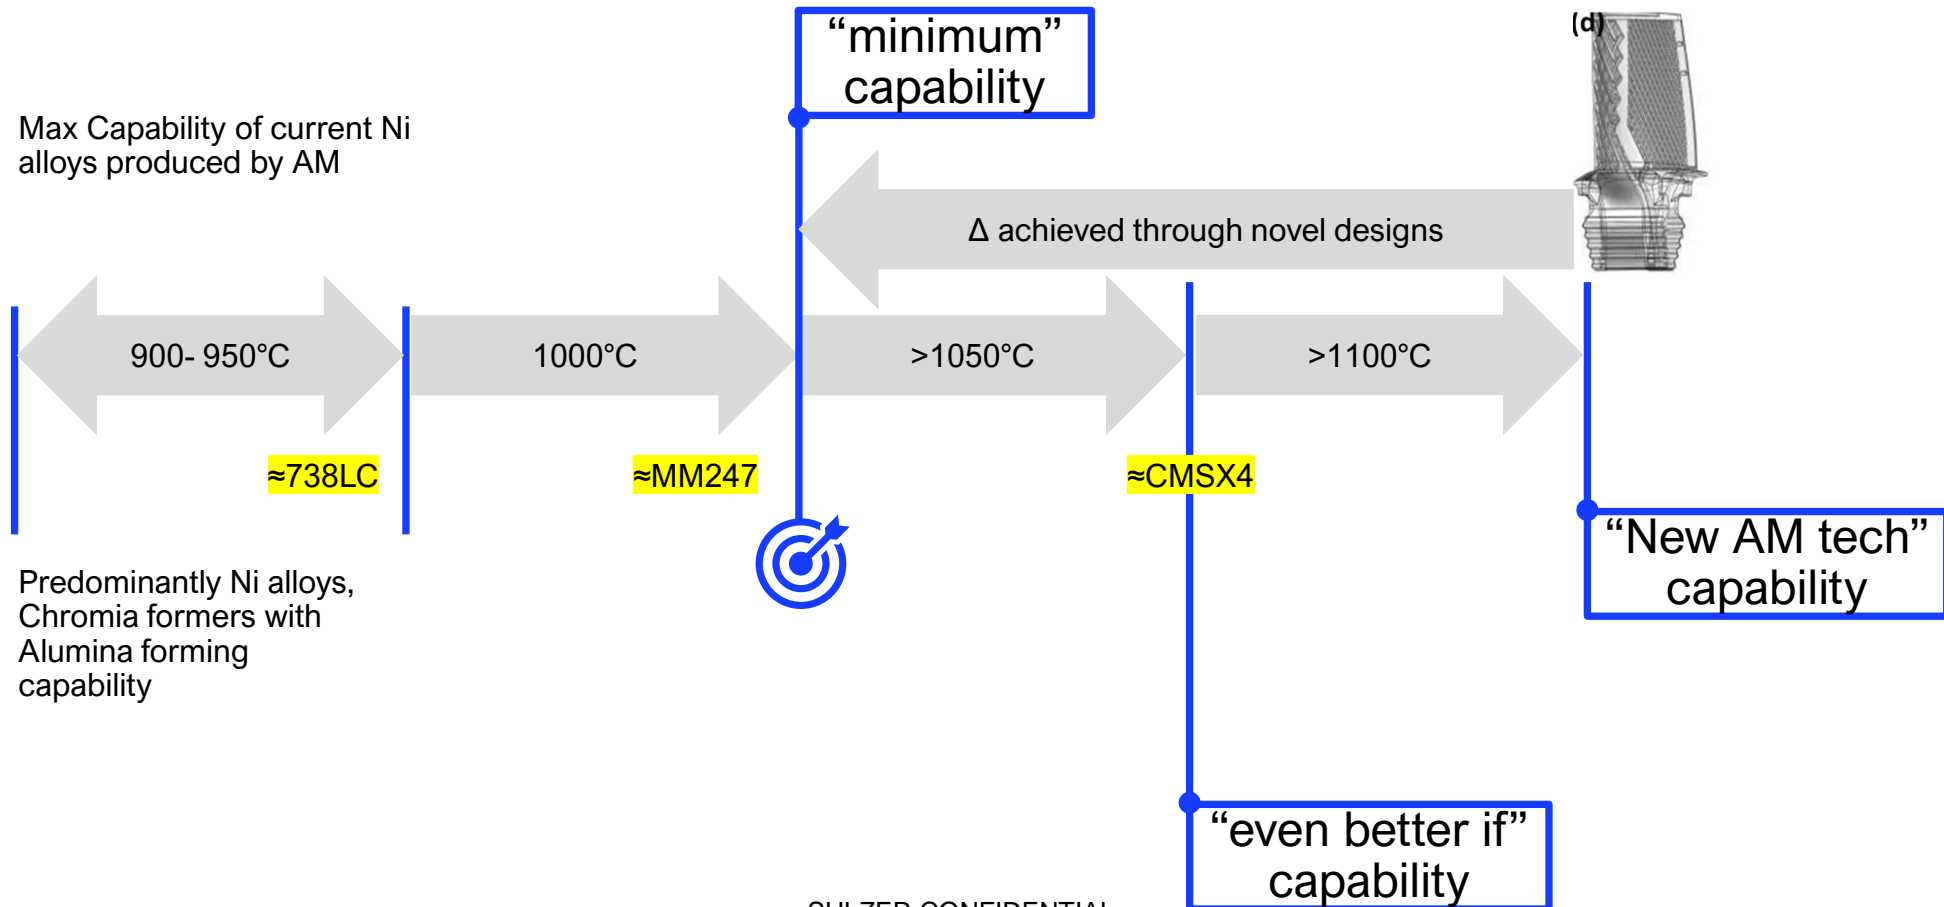 “minimum”
capability
(d)
Max Capability of current Ni
alloys produced by AM
Δ achieved through novel designs
900- 950°C
1000°C
>1050°C
>1100°C
≈738LC
≈MM247
≈CMSX4
“New AM tech”
capability
Predominantly Ni alloys,
Chromia formers with
Alumina forming
capability
“even better if”
capability
SULZER CONFIDENTIAL